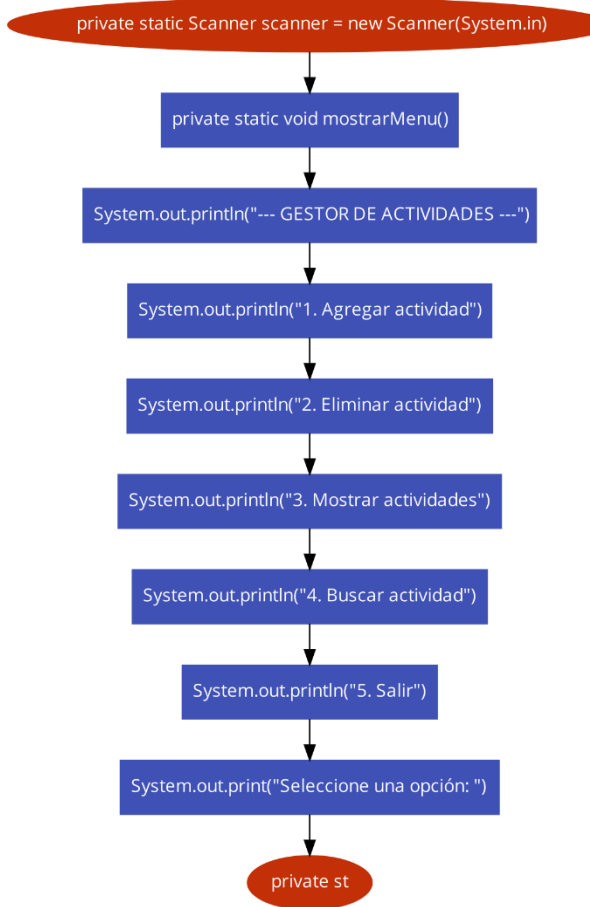 private static Scanner scanner = new Scanner(System.in)
private static void mostrarMenu()
System.out.println("--- GESTOR DE ACTIVIDADES ---")
System.out.println("1. Agregar actividad")
System.out.println("2. Eliminar actividad")
System.out.println("3. Mostrar actividades")
System.out.println("4. Buscar actividad")
System.out.println("5. Salir")
System.out.print("Seleccione una opción: ")
private st